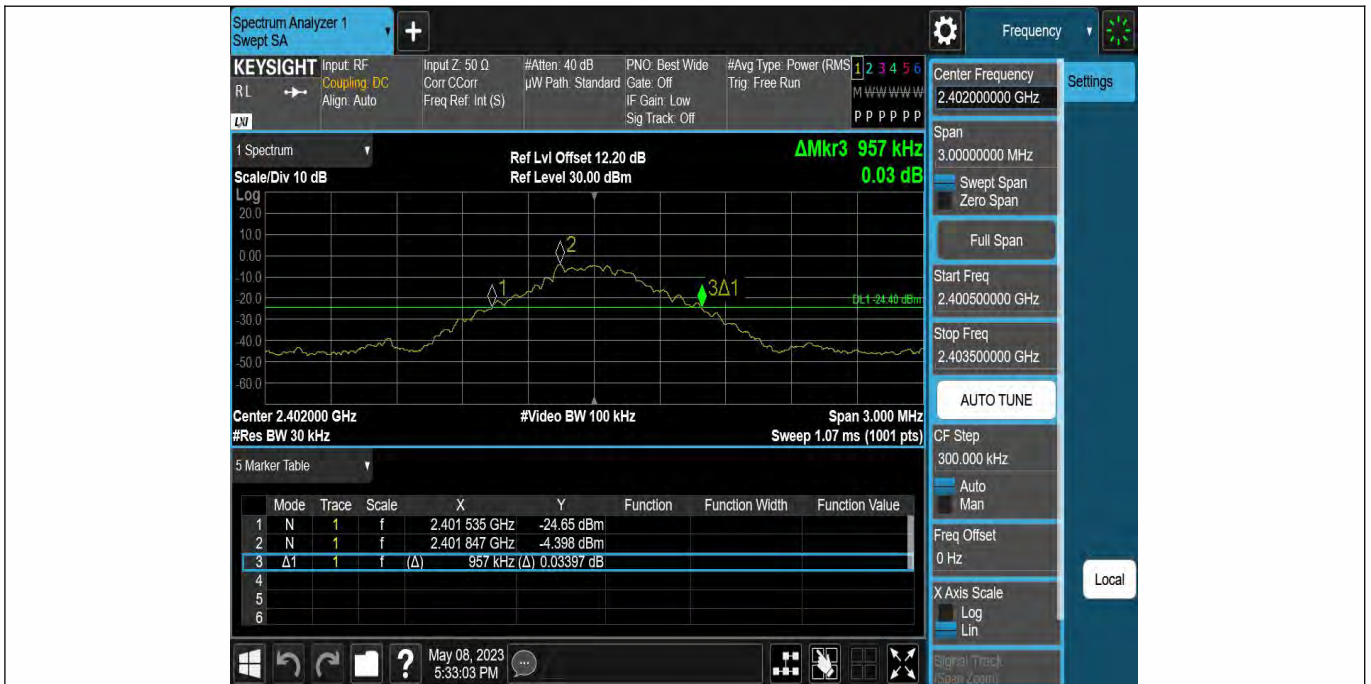 Spectrum Analyzer 1
Swept SA
+
Frequency
KEYSIGHT
RL
LXI
Input: RF
Coupling: DC
Align: Auto
Input Z: 50 Ω
Corr CCorr
Freq Ref: Int (S)
#Atten: 40 dB
µW Path: Standard
PNO: Best Wide
Gate: Off
IF Gain: Low
Sig Track: Off
#Avg Type: Power (RMS
Trig: Free Run
1 2 3 4 5 6
M W W W W W
P P P P P P
1 Spectrum
Scale/Div 10 dB
Ref Lvl Offset 12.20 dB
Ref Level 30.00 dBm
ΔMkr3 957 kHz
0.03 dB
Log
20.0
10.0
0.00
-10.0
-20.0
-30.0
-40.0
-50.0
-60.0
1
2
3Δ1
DL1 -24.40 dBm
Center 2.402000 GHz
#Video BW 100 kHz
Span 3.000 MHz
#Res BW 30 kHz
Sweep 1.07 ms (1001 pts)
5 Marker Table
Mode Trace Scale X Y Function Function Width Function Value
1 N 1 f 2.401 535 GHz -24.65 dBm
2 N 1 f 2.401 847 GHz -4.398 dBm
3 Δ1 1 f (Δ) 957 kHz (Δ) 0.03397 dB
4
5
6
?
May 08, 2023
5:33:03 PM
Center Frequency
2.402000000 GHz
Settings
Span
3.00000000 MHz
Swept Span
Zero Span
Full Span
Start Freq
2.400500000 GHz
Stop Freq
2.403500000 GHz
AUTO TUNE
CF Step
300.000 kHz
Auto
Man
Freq Offset
0 Hz
X Axis Scale
Log
Lin
Local
Signal Track
(Span Zoom)